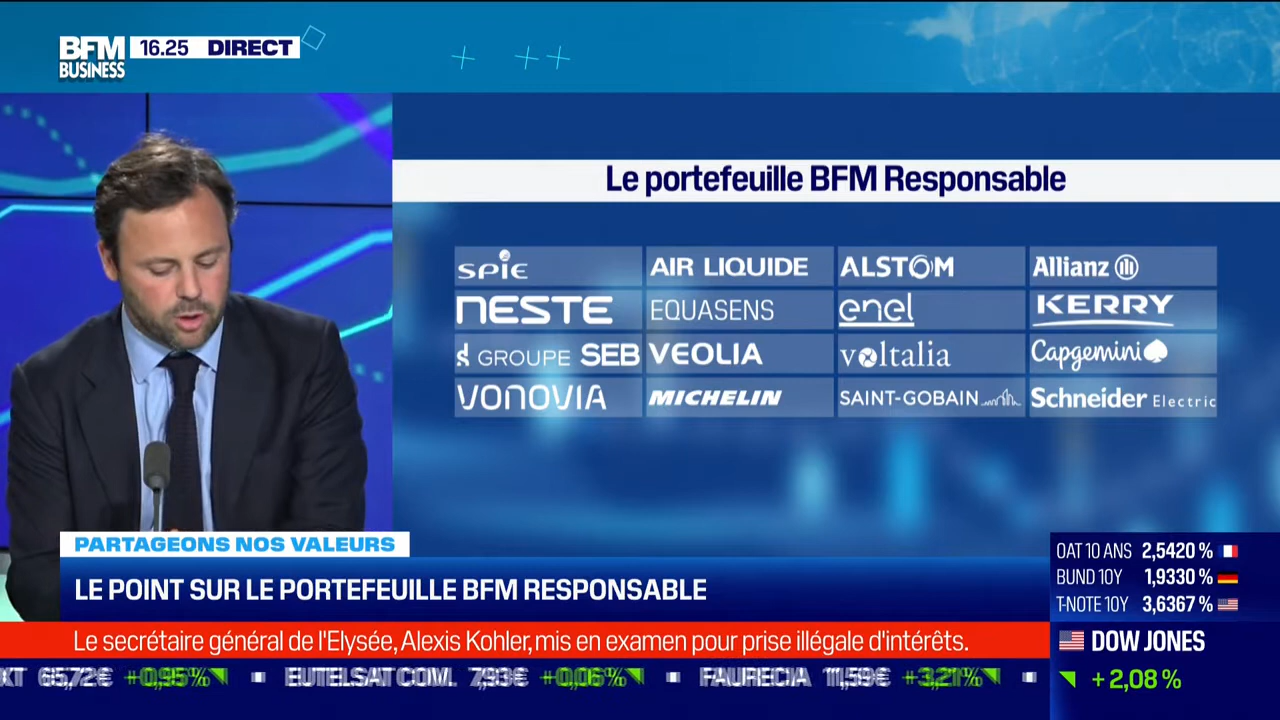 BFM
BUSINESS
16.25 DIRECT
Le portefeuille BFM Responsable
SPIE AIR LIQUIDE ALSTOM Allianz
NESTE EQUASENS enel KERRY
GROUPE SEB VEOLIA voltalia Capgemini
VONOVIA MICHELIN SAINT-GOBAIN Schneider Electric
PARTAGEONS NOS VALEURS
LE POINT SUR LE PORTEFEUILLE BFM RESPONSABLE
OAT 10 ANS 2,5420 %
BUND 10Y 1,9330 %
T-NOTE 10Y 3,6367 %
Le secrétaire général de l'Elysée, Alexis Kohler, mis en examen pour prise illégale d'intérêts.
DOW JONES
+ 2,08 %
XT 65,72€ +0,95% EUTELSAT COM. 7,93€ +0,06% FAURECIA 11,59€ +3,21%